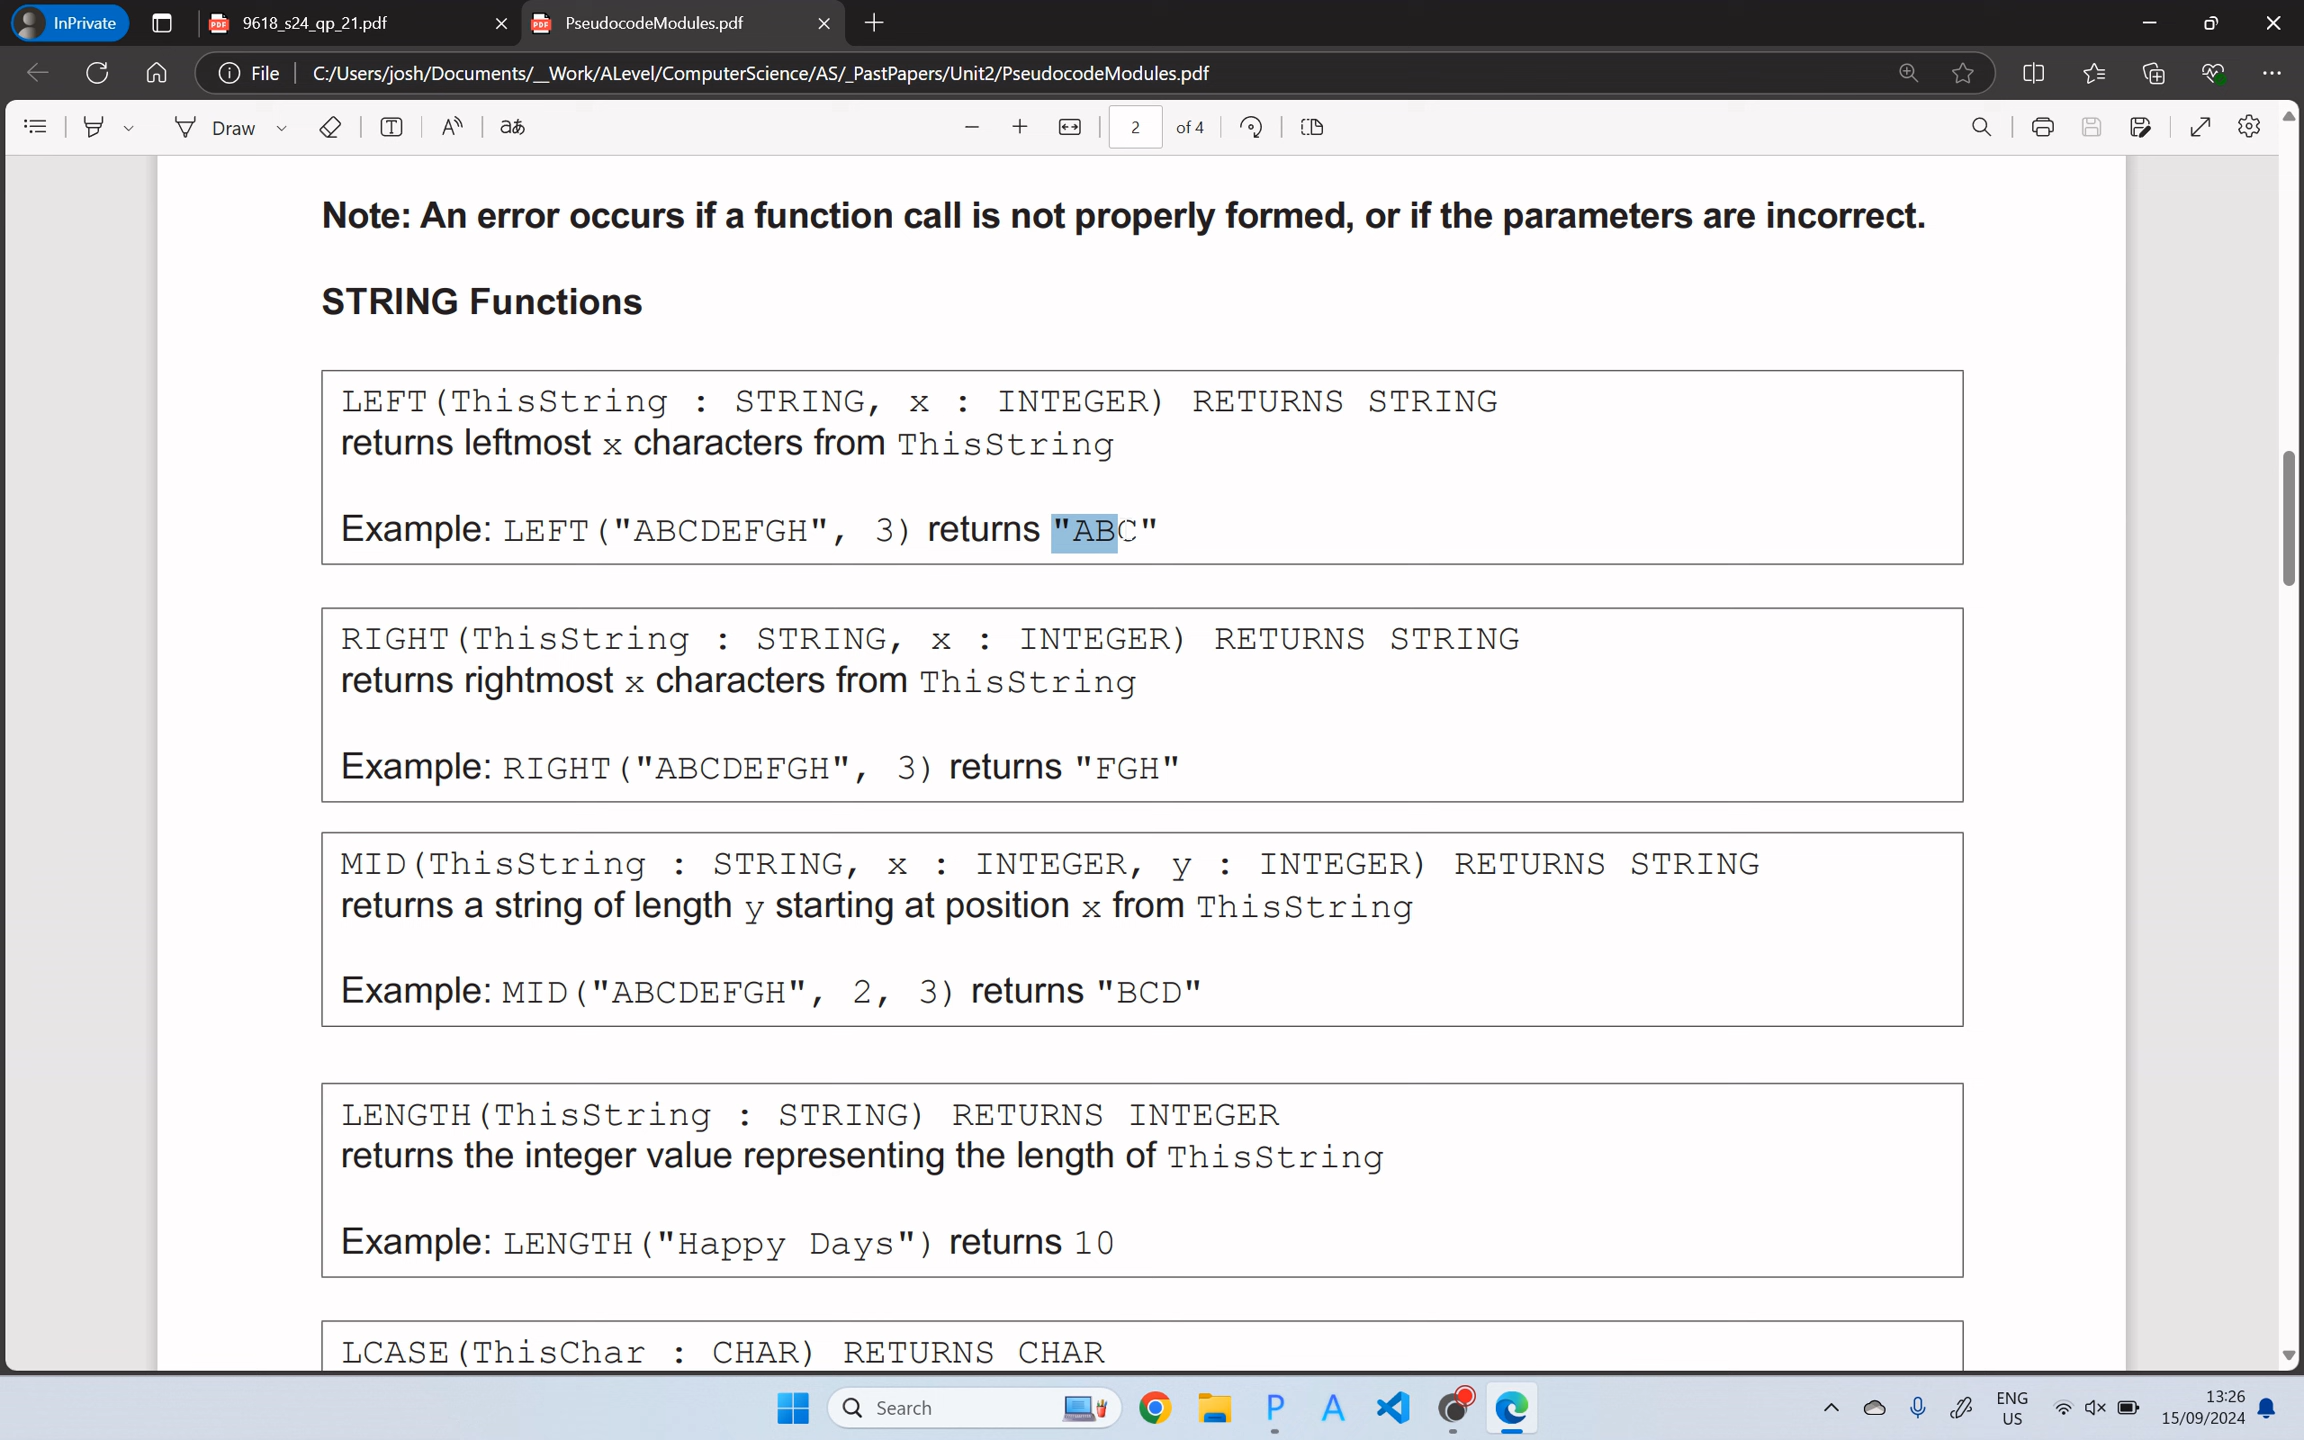 InPrivate
9618_s24_qp_21.pdf
PseudocodeModules.pdf
File
C:/Users/josh/Documents/__Work/ALevel/ComputerScience/AS/_PastPapers/Unit2/PseudocodeModules.pdf
Draw
aあ
2 of 4
Note: An error occurs if a function call is not properly formed, or if the parameters are incorrect.
STRING Functions
LEFT(ThisString : STRING, x : INTEGER) RETURNS STRING
returns leftmost x characters from ThisString
Example: LEFT("ABCDEFGH", 3) returns "ABC"
RIGHT(ThisString : STRING, x : INTEGER) RETURNS STRING
returns rightmost x characters from ThisString
Example: RIGHT("ABCDEFGH", 3) returns "FGH"
MID(ThisString : STRING, x : INTEGER, y : INTEGER) RETURNS STRING
returns a string of length y starting at position x from ThisString
Example: MID("ABCDEFGH", 2, 3) returns "BCD"
LENGTH(ThisString : STRING) RETURNS INTEGER
returns the integer value representing the length of ThisString
Example: LENGTH("Happy Days") returns 10
LCASE(ThisChar : CHAR) RETURNS CHAR
Search
ENG
US
13:26
15/09/2024